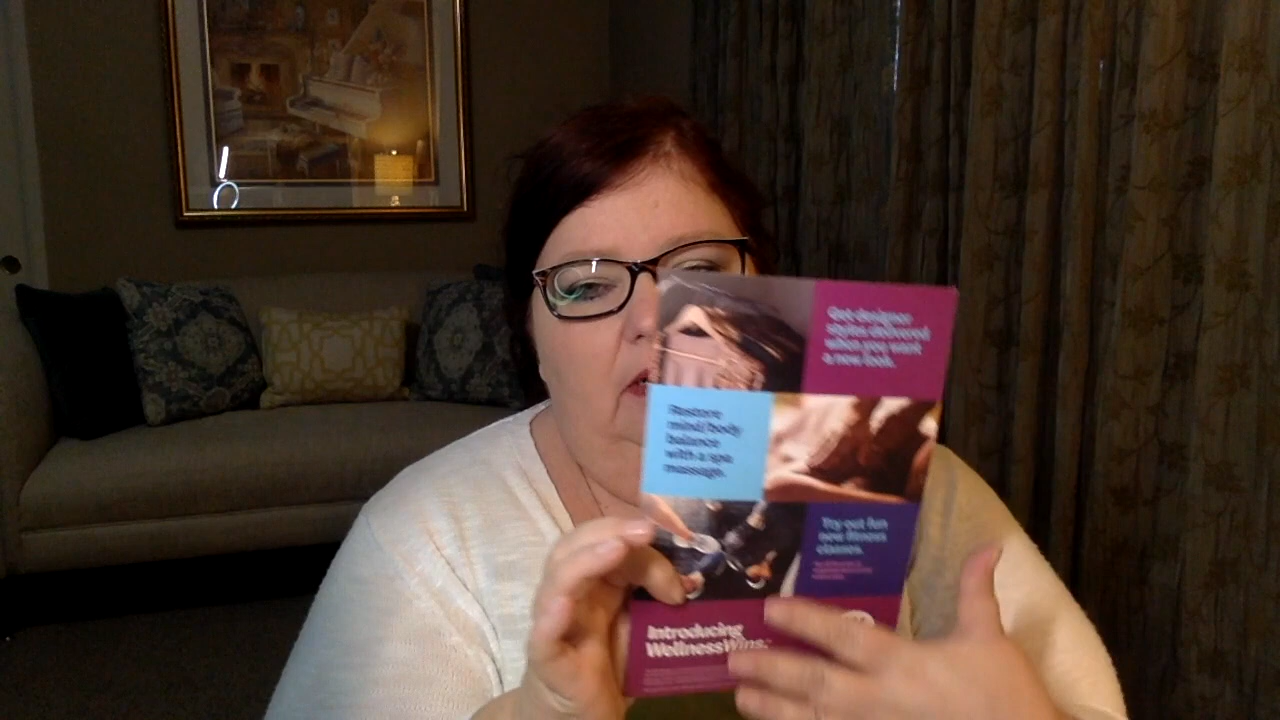 Get designer
styles delivered
when you want
a new look.
Restore
mind/body
balance
with a spa
massage.
Try out fun
new fitness
classes.
Introducing
WellnessWins.